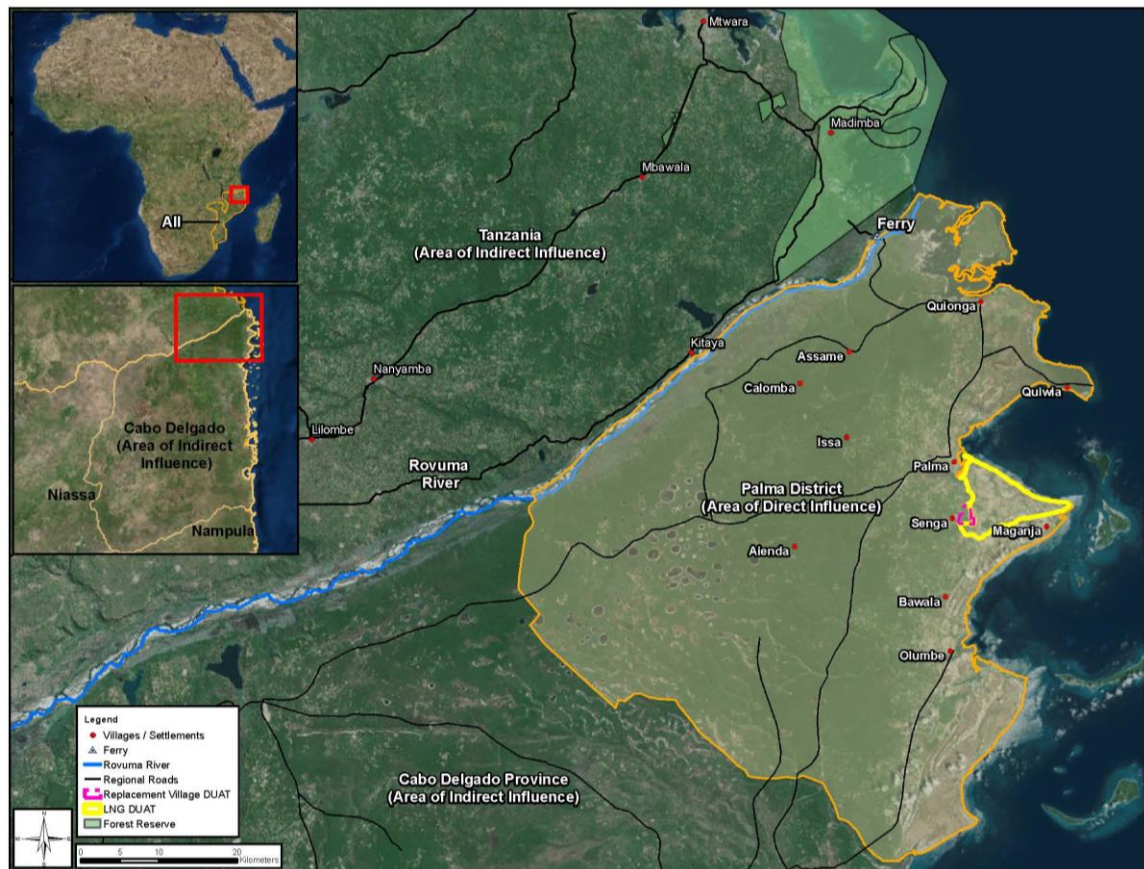 All
Cabo Delgado
(Area of Indirect
Influence)
Niassa
Nampula
Mtwara
Madimba
Mbawala
Tanzania
(Area of Indirect Influence)
Ferry
Quionga
Kitaya
Assame
Nanyamba
Calomba
Quiwia
Lilombe
Issa
Rovuma
River
Palma
Palma District
(Area of Direct Influence)
Senga
Maganja
Alenda
Bawala
Olumbe
Cabo Delgado Province
(Area of Indirect Influence)
Legend
Villages / Settlements
Ferry
Rovuma River
Regional Roads
Replacement Village DUAT
LNG DUAT
Forest Reserve
N
W E
S
0 5 10 20
Kilometers